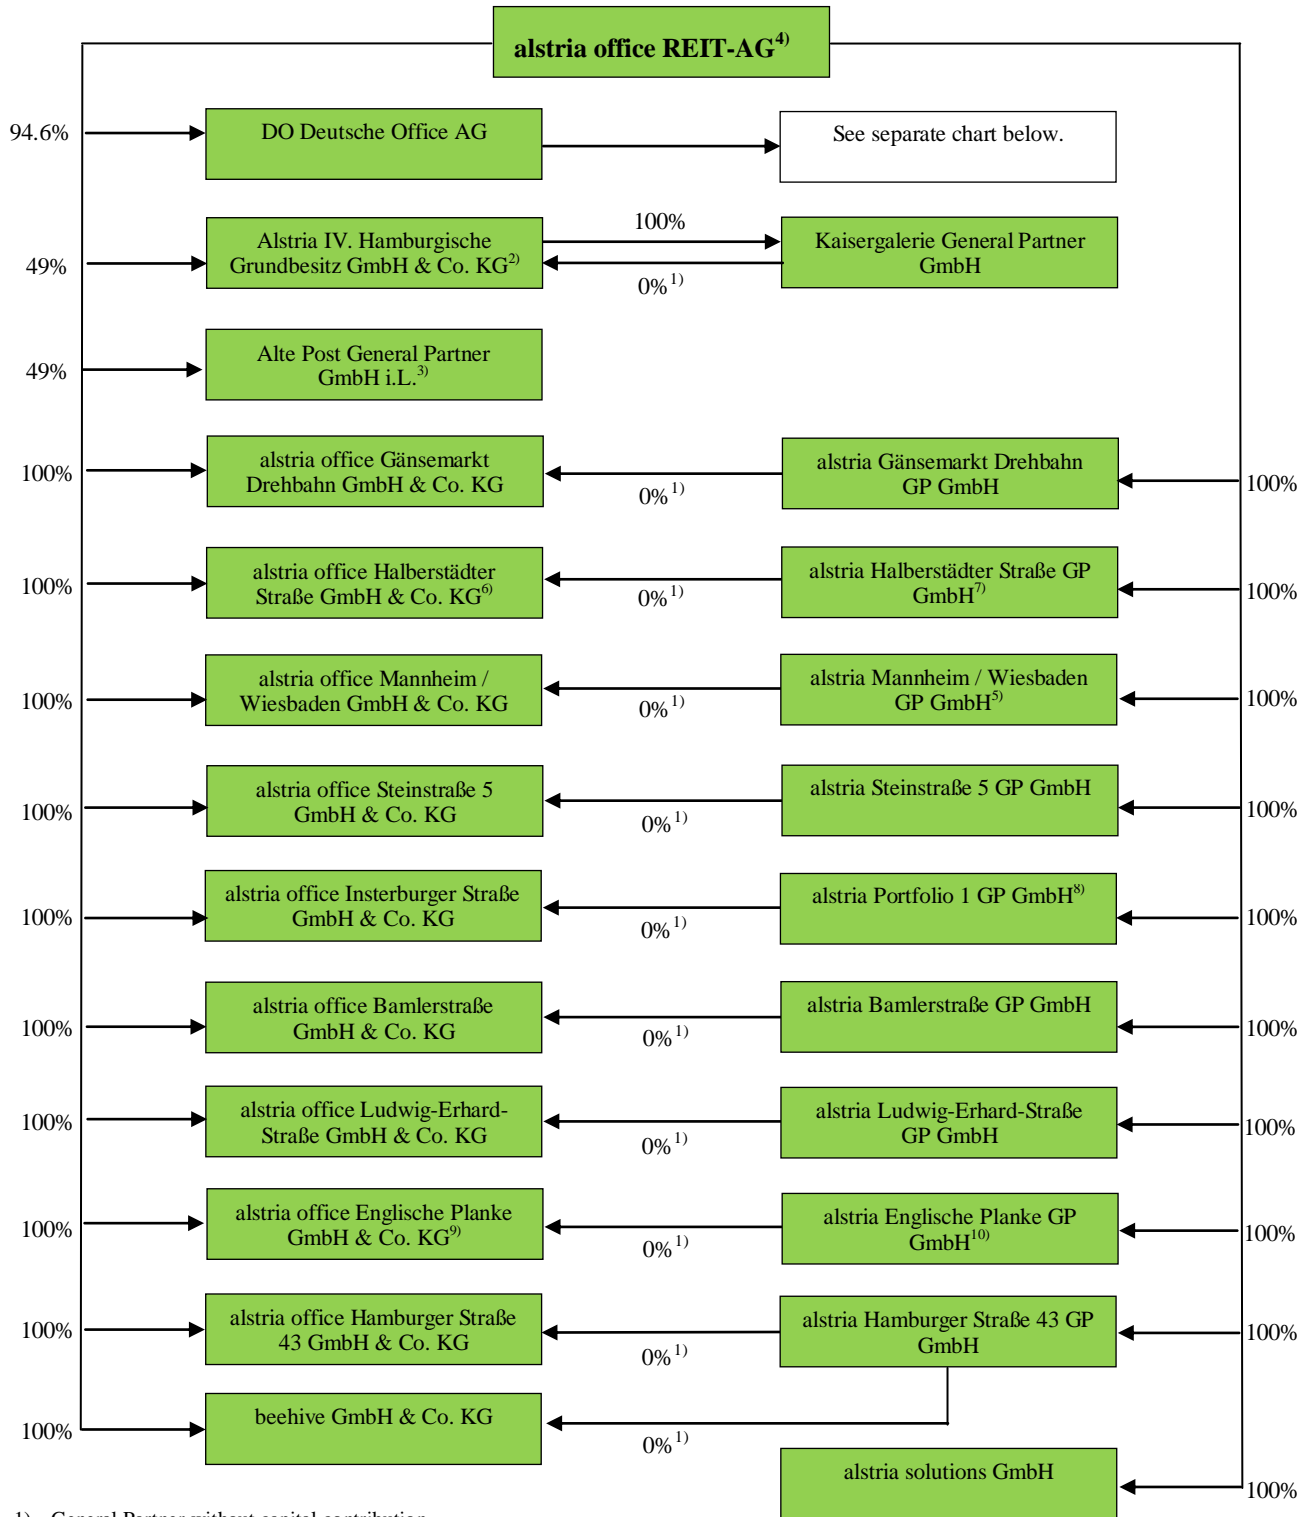 alstria office REIT-AG4)
94.6%
DO Deutsche Office AG
See separate chart below.
49%
Alstria IV. Hamburgische
Grundbesitz GmbH & Co. KG2)
100%
0%1)
Kaisergalerie General Partner
GmbH
49%
Alte Post General Partner
GmbH i.L.3)
100%
alstria office Gänsemarkt
Drehbahn GmbH & Co. KG
0%1)
alstria Gänsemarkt Drehbahn
GP GmbH
100%
100%
alstria office Halberstädter
Straße GmbH & Co. KG6)
0%1)
alstria Halberstädter Straße GP
GmbH7)
100%
100%
alstria office Mannheim /
Wiesbaden GmbH & Co. KG
0%1)
alstria Mannheim / Wiesbaden
GP GmbH5)
100%
100%
alstria office Steinstraße 5
GmbH & Co. KG
0%1)
alstria Steinstraße 5 GP GmbH
100%
100%
alstria office Insterburger Straße
GmbH & Co. KG
0%1)
alstria Portfolio 1 GP GmbH8)
100%
100%
alstria office Bamlerstraße
GmbH & Co. KG
0%1)
alstria Bamlerstraße GP GmbH
100%
100%
alstria office Ludwig-Erhard-
Straße GmbH & Co. KG
0%1)
alstria Ludwig-Erhard-Straße
GP GmbH
100%
100%
alstria office Englische Planke
GmbH & Co. KG9)
0%1)
alstria Englische Planke GP
GmbH10)
100%
100%
alstria office Hamburger Straße
43 GmbH & Co. KG
0%1)
alstria Hamburger Straße 43 GP
GmbH
100%
100%
beehive GmbH & Co. KG
0%1)
alstria solutions GmbH
100%
1) General Partner without capital contribution